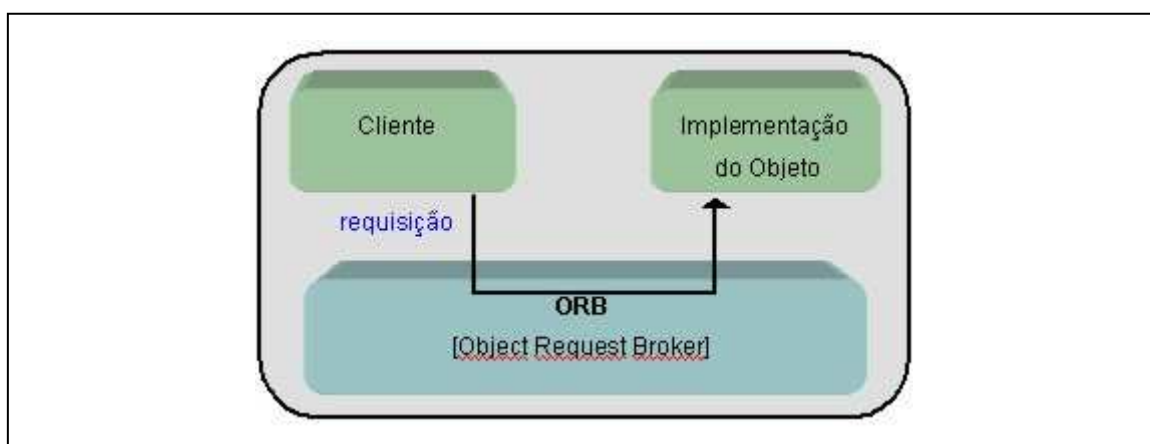 Cliente
Implementação
do Objeto
requisição
ORB
[Object Request Broker]